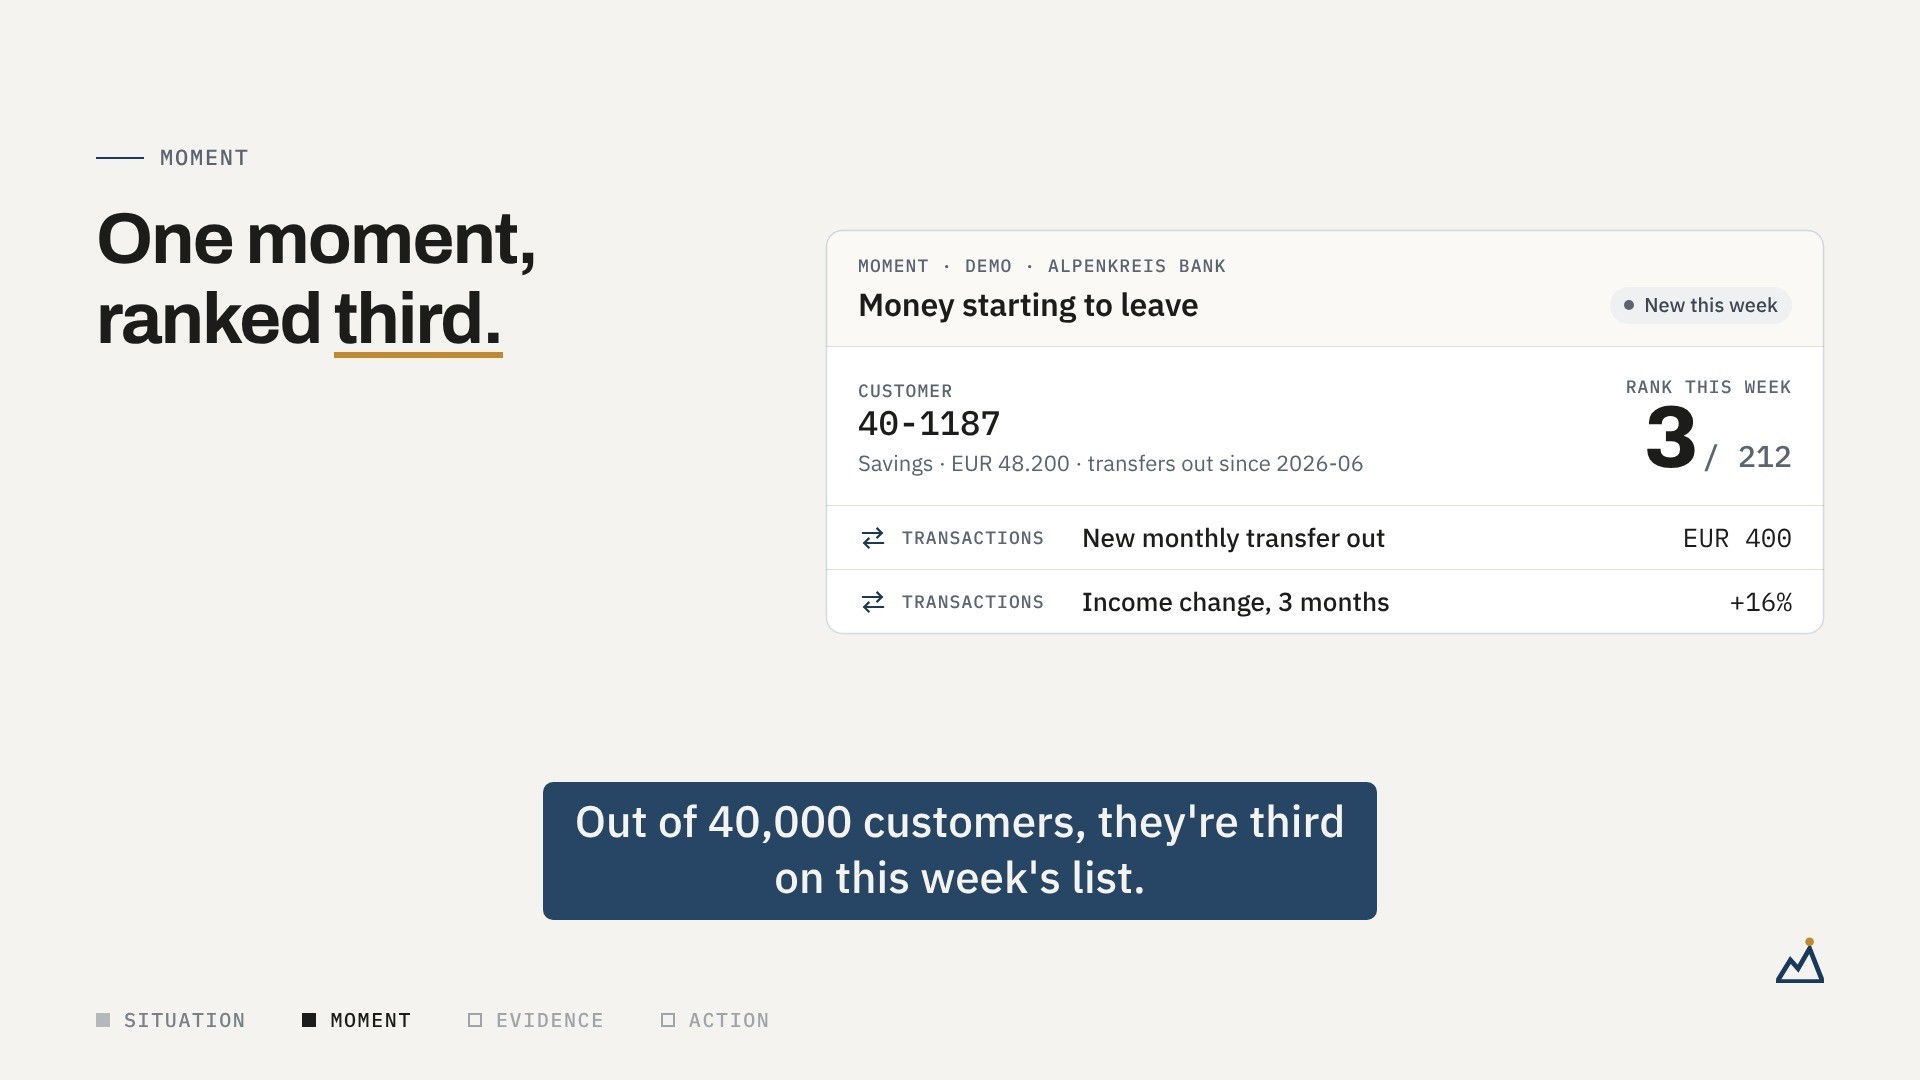 MOMENT
One moment,
ranked third.
MOMENT · DEMO · ALPENKREIS BANK
Money starting to leave
New this week
CUSTOMER
40-1187
Savings · EUR 48.200 · transfers out since 2026-06
RANK THIS WEEK
3 / 212
TRANSACTIONS New monthly transfer out EUR 400
TRANSACTIONS Income change, 3 months +16%
Out of 40,000 customers, they're third
on this week's list.
SITUATION MOMENT EVIDENCE ACTION